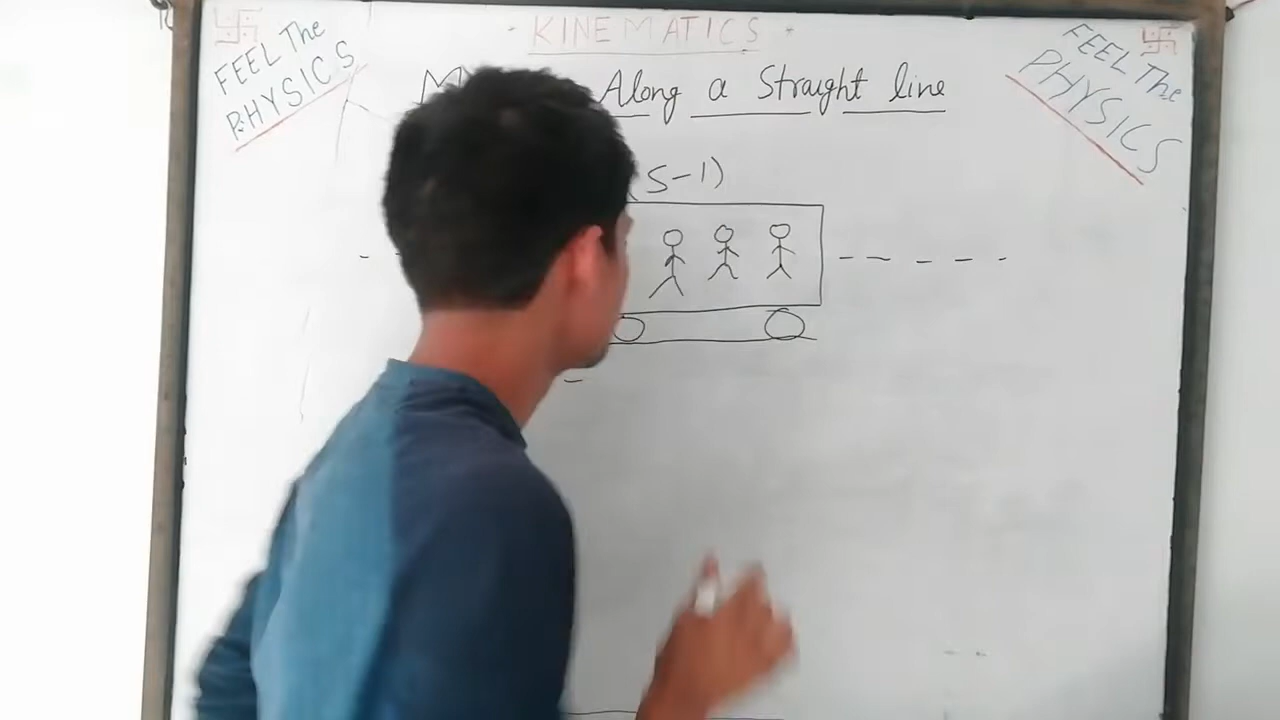 KINEMATICS
FEEL The
PHYSICS
FEEL The
PHYSICS
Along a Straight line
(S-1)